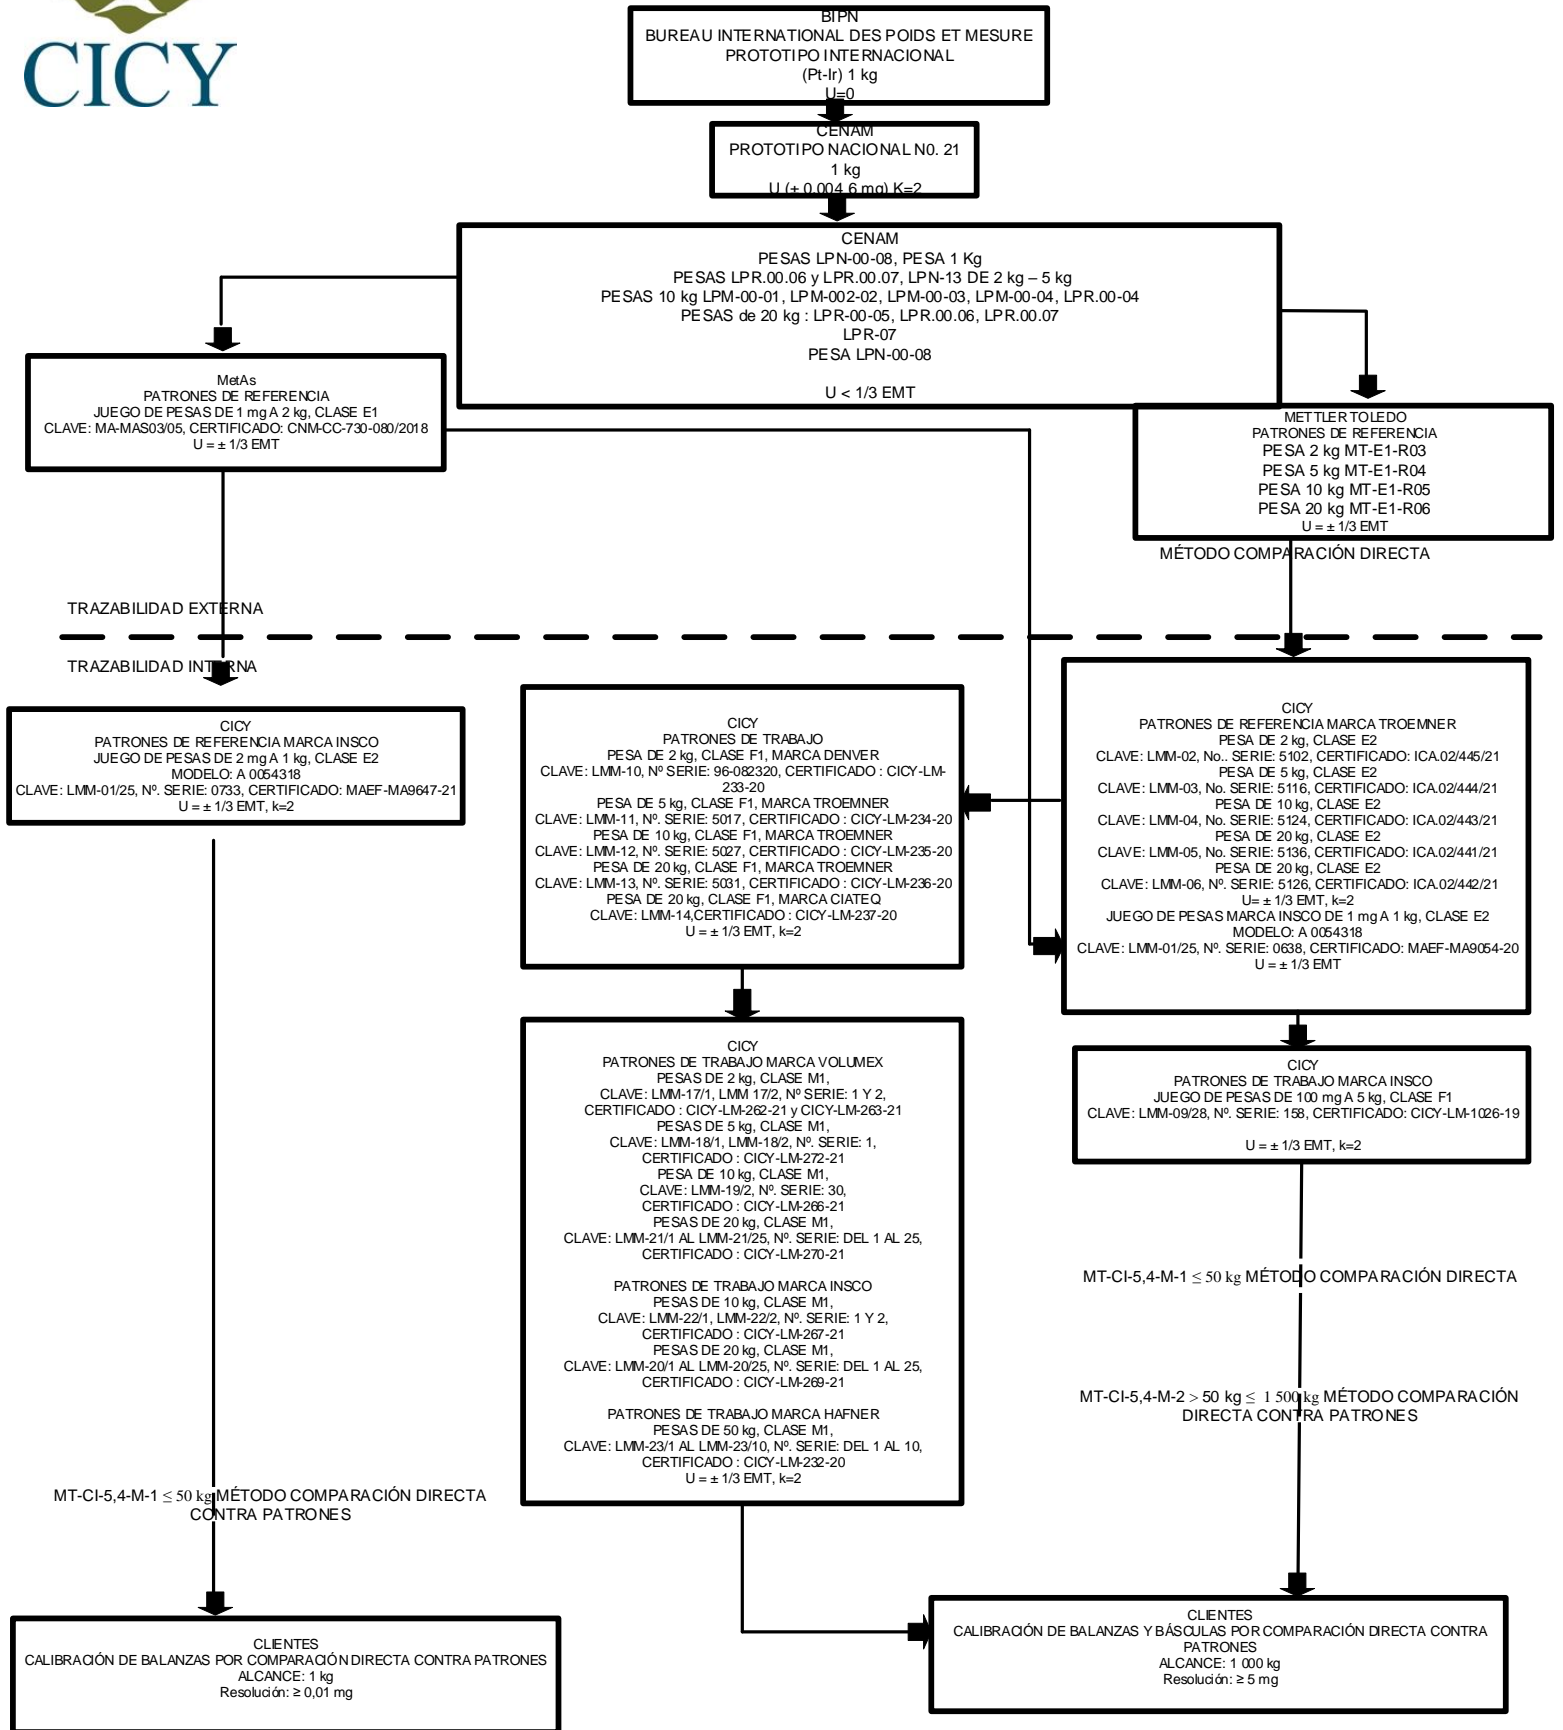 CICY
BIPN
BUREAU INTERNATIONAL DES POIDS ET MESURE
PROTOTIPO INTERNACIONAL
(Pt-Ir) 1 kg
U=0
CENAM
PROTOTIPO NACIONAL N0. 21
1 kg
U (± 0.004 6 mg) K=2
CENAM
PESAS LPN-00-08, PESA 1 Kg
PESAS LPR.00.06 y LPR.00.07, LPN-13 DE 2 kg – 5 kg
PESAS 10 kg LPM-00-01, LPM-002-02, LPM-00-03, LPM-00-04, LPR.00-04
PESAS de 20 kg : LPR-00-05, LPR.00.06, LPR.00.07
LPR-07
PESA LPN-00-08
U < 1/3 EMT
MetAs
PATRONES DE REFERENCIA
JUEGO DE PESAS DE 1 mg A 2 kg, CLASE E1
CLAVE: MA-MAS03/05, CERTIFICADO: CNM-CC-730-080/2018
U = ± 1/3 EMT
METTLER TOLEDO
PATRONES DE REFERENCIA
PESA 2 kg MT-E1-R03
PESA 5 kg MT-E1-R04
PESA 10 kg MT-E1-R05
PESA 20 kg MT-E1-R06
U = ± 1/3 EMT
MÉTODO COMPARACIÓN DIRECTA
TRAZABILIDAD EXTERNA
TRAZABILIDAD INTERNA
CICY
PATRONES DE REFERENCIA MARCA INSCO
JUEGO DE PESAS DE 2 mg A 1 kg, CLASE E2
MODELO: A 0054318
CLAVE: LMM-01/25, Nº. SERIE: 0733, CERTIFICADO: MAEF-MA9647-21
U = ± 1/3 EMT, k=2
CICY
PATRONES DE TRABAJO
PESA DE 2 kg, CLASE F1, MARCA DENVER
CLAVE: LMM-10, Nº SERIE: 96-082320, CERTIFICADO : CICY-LM-
233-20
PESA DE 5 kg, CLASE F1, MARCA TROEMNER
CLAVE: LMM-11, Nº. SERIE: 5017, CERTIFICADO : CICY-LM-234-20
PESA DE 10 kg, CLASE F1, MARCA TROEMNER
CLAVE: LMM-12, Nº. SERIE: 5027, CERTIFICADO : CICY-LM-235-20
PESA DE 20 kg, CLASE F1, MARCA TROEMNER
CLAVE: LMM-13, Nº. SERIE: 5031, CERTIFICADO : CICY-LM-236-20
PESA DE 20 kg, CLASE F1, MARCA CIATEQ
CLAVE: LMM-14,CERTIFICADO : CICY-LM-237-20
U = ± 1/3 EMT, k=2
CICY
PATRONES DE REFERENCIA MARCA TROEMNER
PESA DE 2 kg, CLASE E2
CLAVE: LMM-02, No.. SERIE: 5102, CERTIFICADO: ICA.02/445/21
PESA DE 5 kg, CLASE E2
CLAVE: LMM-03, No. SERIE: 5116, CERTIFICADO: ICA.02/444/21
PESA DE 10 kg, CLASE E2
CLAVE: LMM-04, No. SERIE: 5124, CERTIFICADO: ICA.02/443/21
PESA DE 20 kg, CLASE E2
CLAVE: LMM-05, No. SERIE: 5136, CERTIFICADO: ICA.02/441/21
PESA DE 20 kg, CLASE E2
CLAVE: LMM-06, Nº. SERIE: 5126, CERTIFICADO: ICA.02/442/21
U= ± 1/3 EMT, k=2
JUEGO DE PESAS MARCA INSCO DE 1 mg A 1 kg, CLASE E2
MODELO: A 0054318
CLAVE: LMM-01/25, Nº. SERIE: 0638, CERTIFICADO: MAEF-MA9054-20
U = ± 1/3 EMT
CICY
PATRONES DE TRABAJO MARCA VOLUMEX
PESAS DE 2 kg, CLASE M1,
CLAVE: LMM-17/1, LMM 17/2, Nº SERIE: 1 Y 2,
CERTIFICADO : CICY-LM-262-21 y CICY-LM-263-21
PESAS DE 5 kg, CLASE M1,
CLAVE: LMM-18/1, LMM-18/2, Nº. SERIE: 1,
CERTIFICADO : CICY-LM-272-21
PESA DE 10 kg, CLASE M1,
CLAVE: LMM-19/2, Nº. SERIE: 30,
CERTIFICADO : CICY-LM-266-21
PESAS DE 20 kg, CLASE M1,
CLAVE: LMM-21/1 AL LMM-21/25, Nº. SERIE: DEL 1 AL 25,
CERTIFICADO : CICY-LM-270-21
PATRONES DE TRABAJO MARCA INSCO
PESAS DE 10 kg, CLASE M1,
CLAVE: LMM-22/1, LMM-22/2, Nº. SERIE: 1 Y 2,
CERTIFICADO : CICY-LM-267-21
PESAS DE 20 kg, CLASE M1,
CLAVE: LMM-20/1 AL LMM-20/25, Nº. SERIE: DEL 1 AL 25,
CERTIFICADO : CICY-LM-269-21
PATRONES DE TRABAJO MARCA HAFNER
PESAS DE 50 kg, CLASE M1,
CLAVE: LMM-23/1 AL LMM-23/10, Nº. SERIE: DEL 1 AL 10,
CERTIFICADO : CICY-LM-232-20
U = ± 1/3 EMT, k=2
CICY
PATRONES DE TRABAJO MARCA INSCO
JUEGO DE PESAS DE 100 mg A 5 kg, CLASE F1
CLAVE: LMM-09/28, Nº. SERIE: 158, CERTIFICADO: CICY-LM-1026-19
U = ± 1/3 EMT, k=2
MT-CI-5,4-M-1 ≤ 50 kg MÉTODO COMPARACIÓN DIRECTA
MT-CI-5,4-M-2 > 50 kg ≤ 1 500 kg MÉTODO COMPARACIÓN
DIRECTA CONTRA PATRONES
MT-CI-5,4-M-1 ≤ 50 kg MÉTODO COMPARACIÓN DIRECTA
CONTRA PATRONES
CLIENTES
CALIBRACIÓN DE BALANZAS POR COMPARACIÓN DIRECTA CONTRA PATRONES
ALCANCE: 1 kg
Resolución: ≥ 0,01 mg
CLIENTES
CALIBRACIÓN DE BALANZAS Y BÁSCULAS POR COMPARACIÓN DIRECTA CONTRA
PATRONES
ALCANCE: 1 000 kg
Resolución: ≥ 5 mg